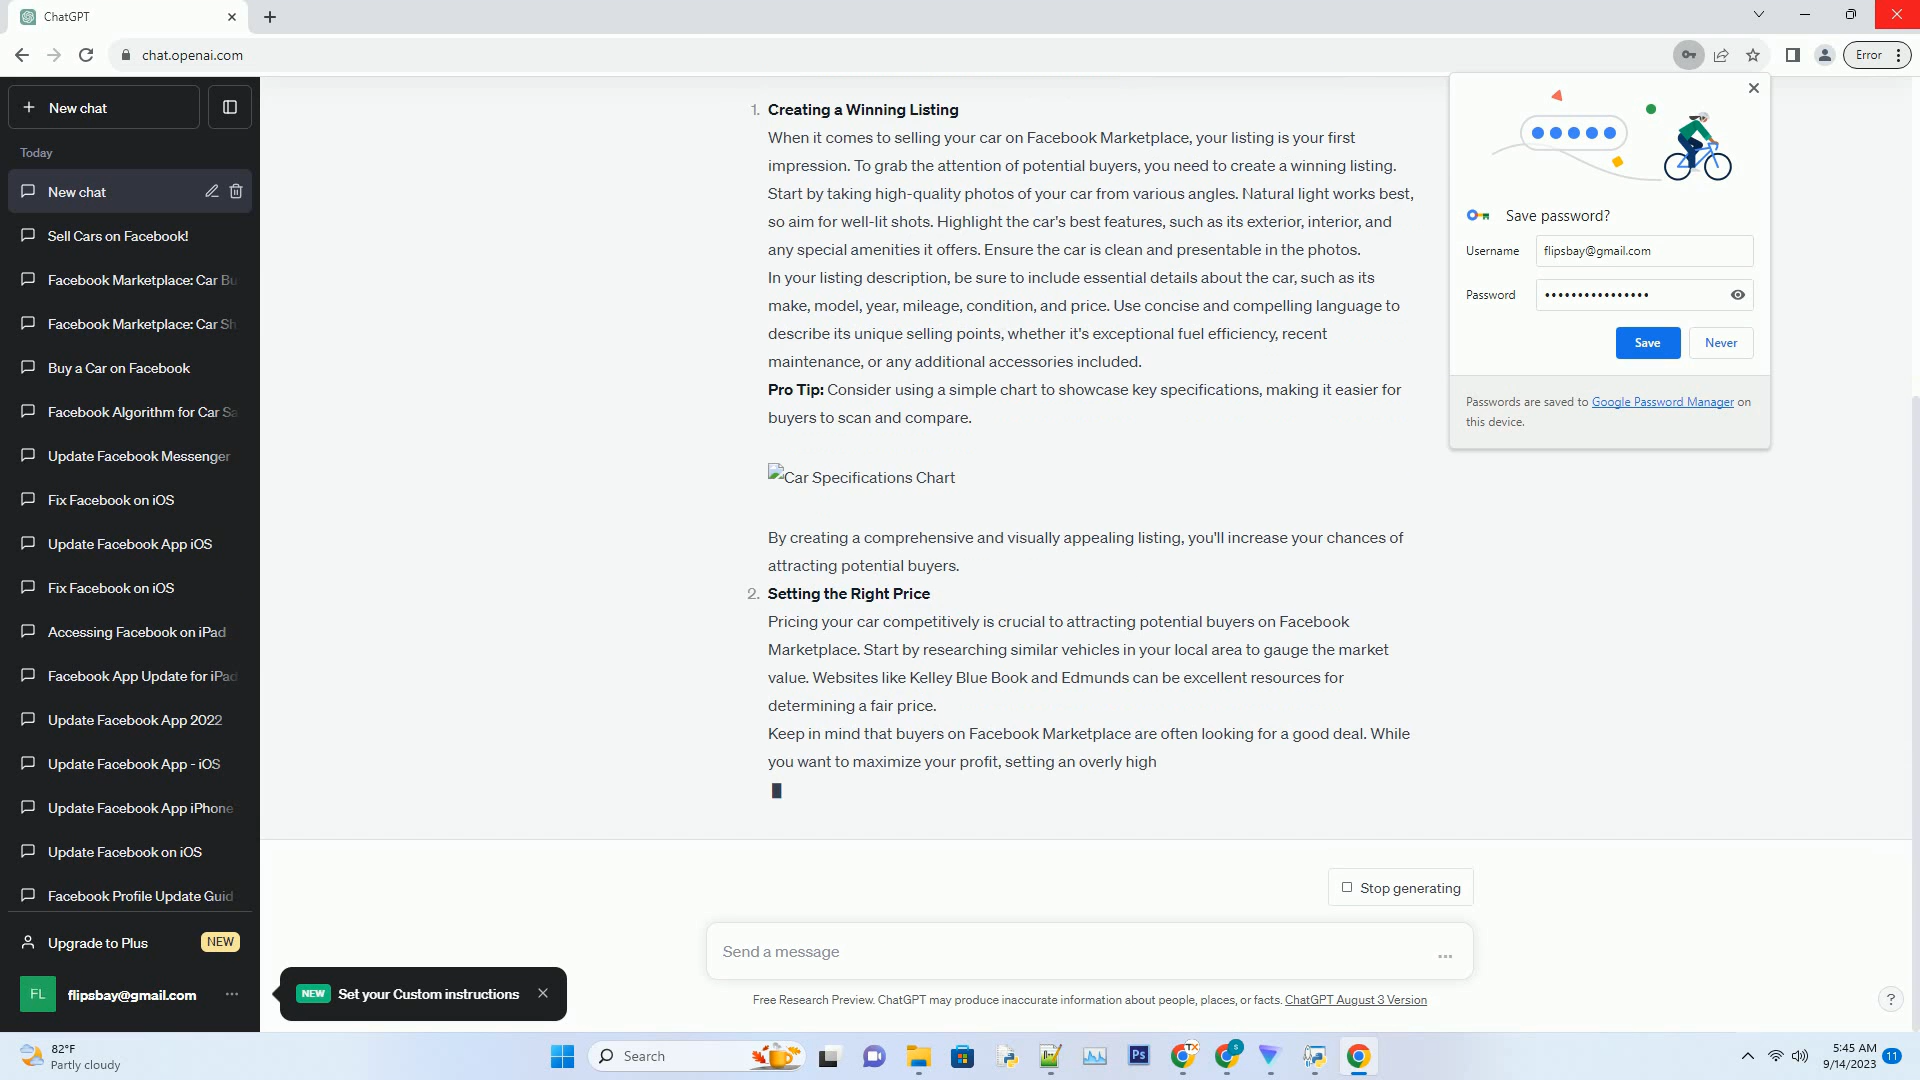 ChatGPT
chat.openai.com
Error
New chat
Today
New chat
Sell Cars on Facebook!
Facebook Marketplace: Car Bu
Facebook Marketplace: Car Sh
Buy a Car on Facebook
Facebook Algorithm for Car Sa
Update Facebook Messenger
Fix Facebook on iOS
Update Facebook App iOS
Fix Facebook on iOS
Accessing Facebook on iPad
Facebook App Update for iPad
Update Facebook App 2022
Update Facebook App - iOS
Update Facebook App iPhone
Update Facebook on iOS
Facebook Profile Update Guid
Upgrade to Plus
NEW
FL
flipsbay@gmail.com
1. Creating a Winning Listing
When it comes to selling your car on Facebook Marketplace, your listing is your first
impression. To grab the attention of potential buyers, you need to create a winning listing.
Start by taking high-quality photos of your car from various angles. Natural light works best,
so aim for well-lit shots. Highlight the car's best features, such as its exterior, interior, and
any special amenities it offers. Ensure the car is clean and presentable in the photos.
In your listing description, be sure to include essential details about the car, such as its
make, model, year, mileage, condition, and price. Use concise and compelling language to
describe its unique selling points, whether it's exceptional fuel efficiency, recent
maintenance, or any additional accessories included.
Pro Tip: Consider using a simple chart to showcase key specifications, making it easier for
buyers to scan and compare.
Car Specifications Chart
By creating a comprehensive and visually appealing listing, you'll increase your chances of
attracting potential buyers.
2. Setting the Right Price
Pricing your car competitively is crucial to attracting potential buyers on Facebook
Marketplace. Start by researching similar vehicles in your local area to gauge the market
value. Websites like Kelley Blue Book and Edmunds can be excellent resources for
determining a fair price.
Keep in mind that buyers on Facebook Marketplace are often looking for a good deal. While
you want to maximize your profit, setting an overly high
Save password?
Username
flipsbay@gmail.com
Password
••••••••••••••••
Save
Never
Passwords are saved to Google Password Manager on
this device.
Stop generating
Send a message
Free Research Preview. ChatGPT may produce inaccurate information about people, places, or facts. ChatGPT August 3 Version
NEW
Set your Custom instructions
?
82°F
Partly cloudy
Search
Ps
TX
S
5:45 AM
9/14/2023
11